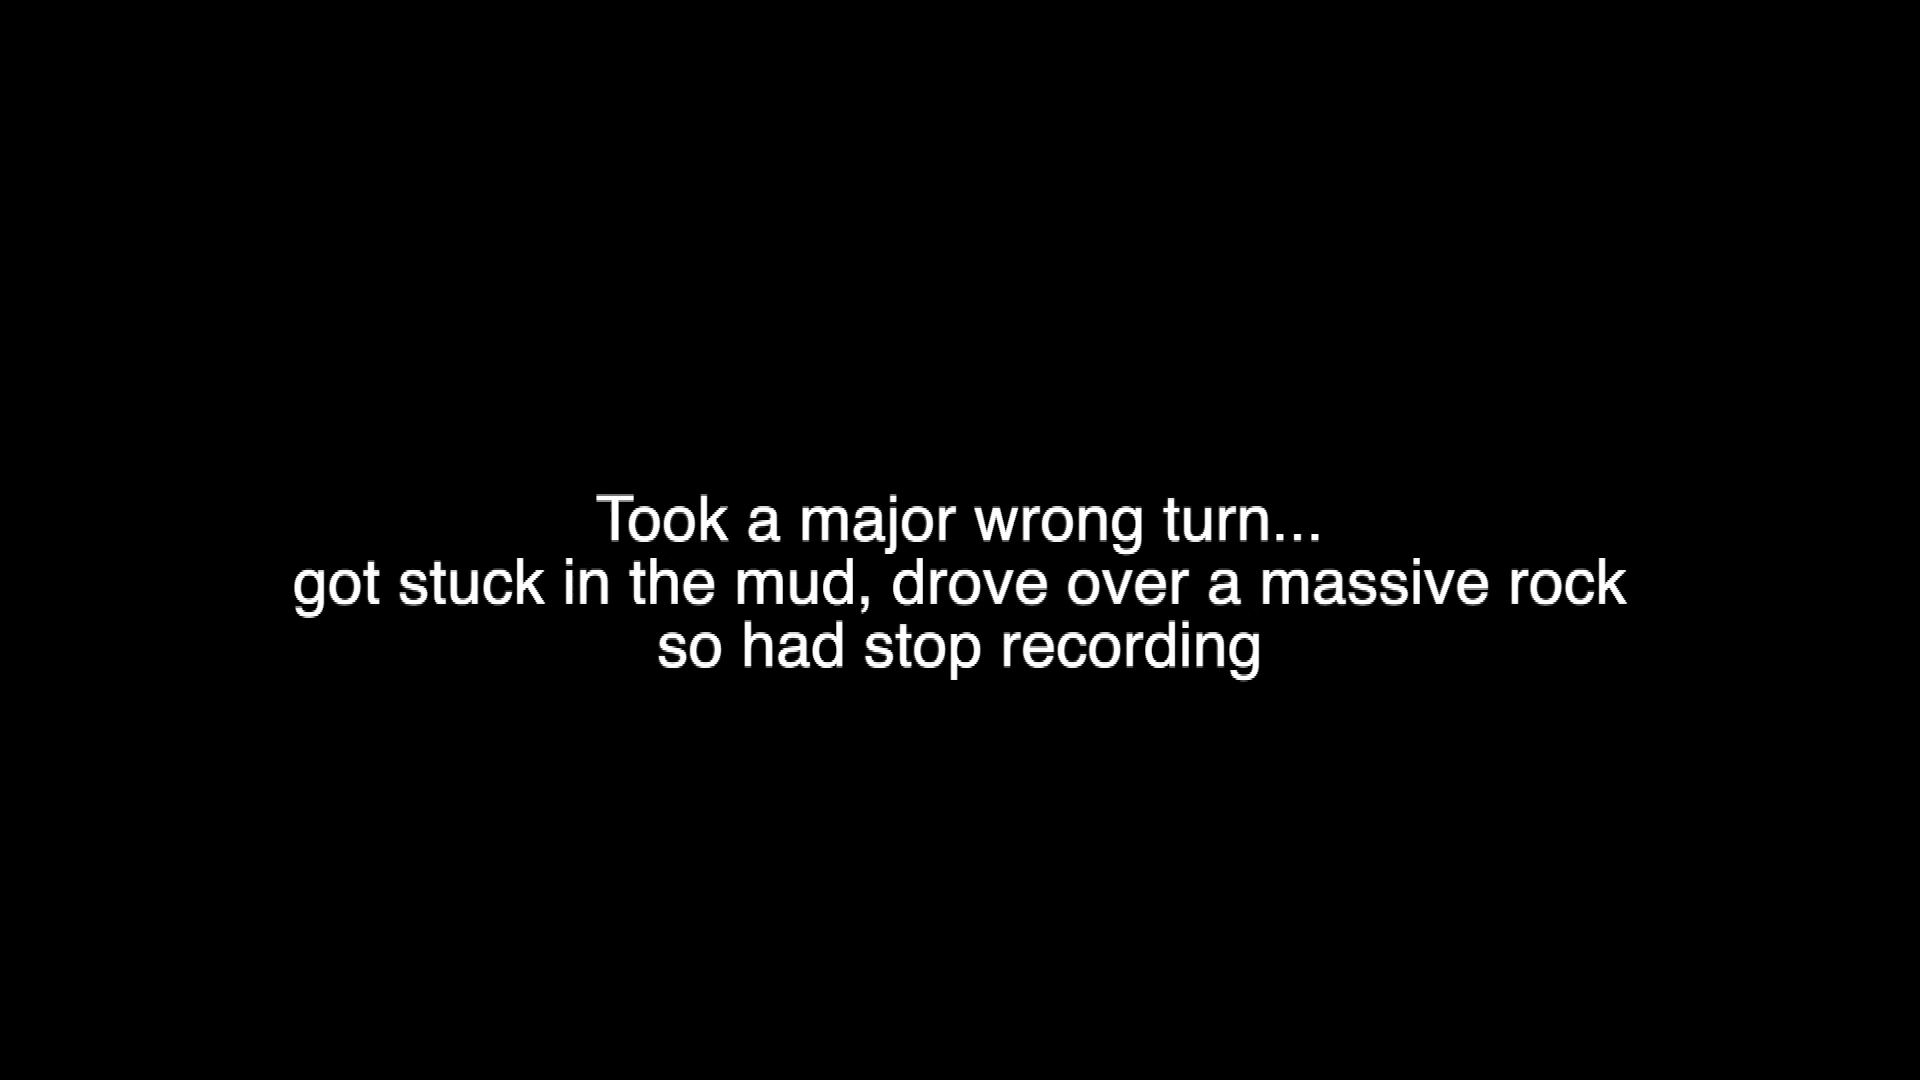 Took a major wrong turn...
got stuck in the mud, drove over a massive rock
so had stop recording